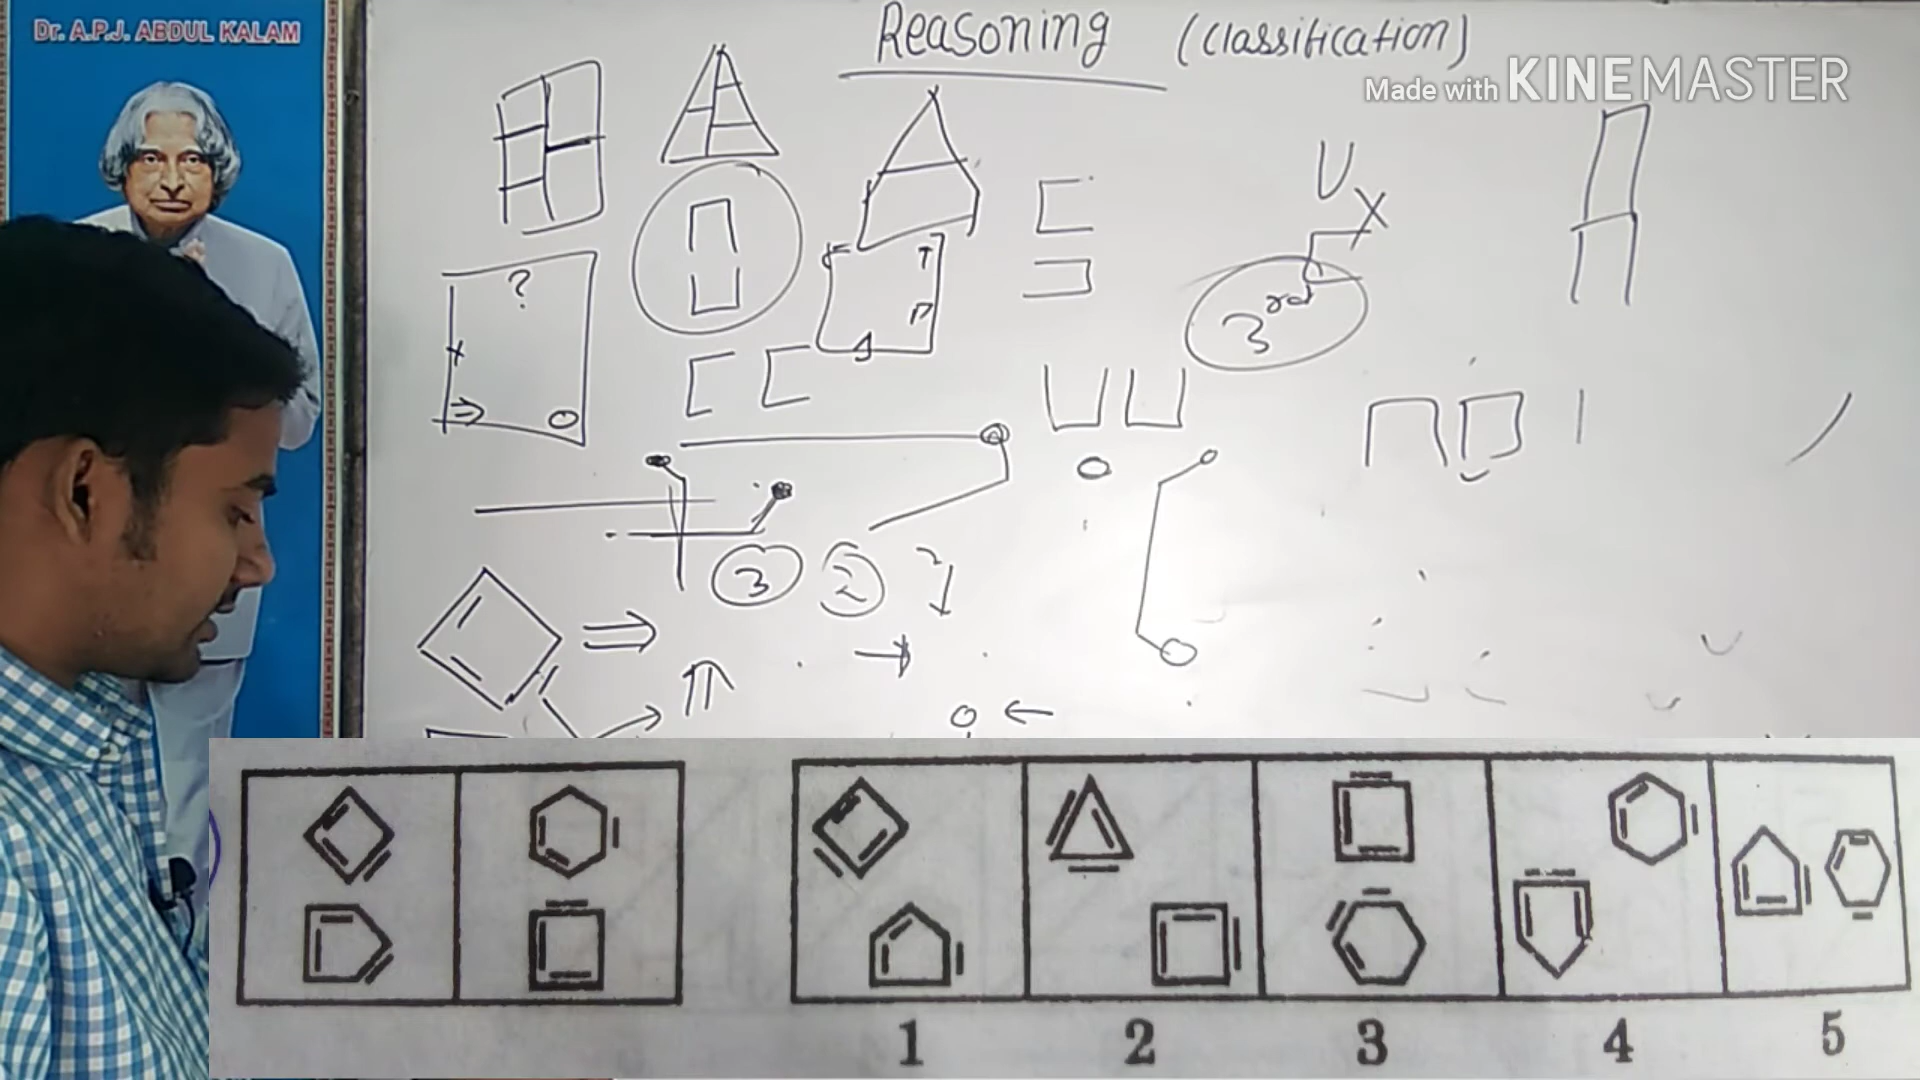 Dr. A.P.J. ABDUL KALAM
Reasoning (classification)
Made with KINEMASTER
U
X
?
T
3rd
O
3 2
1 2 3 4 5